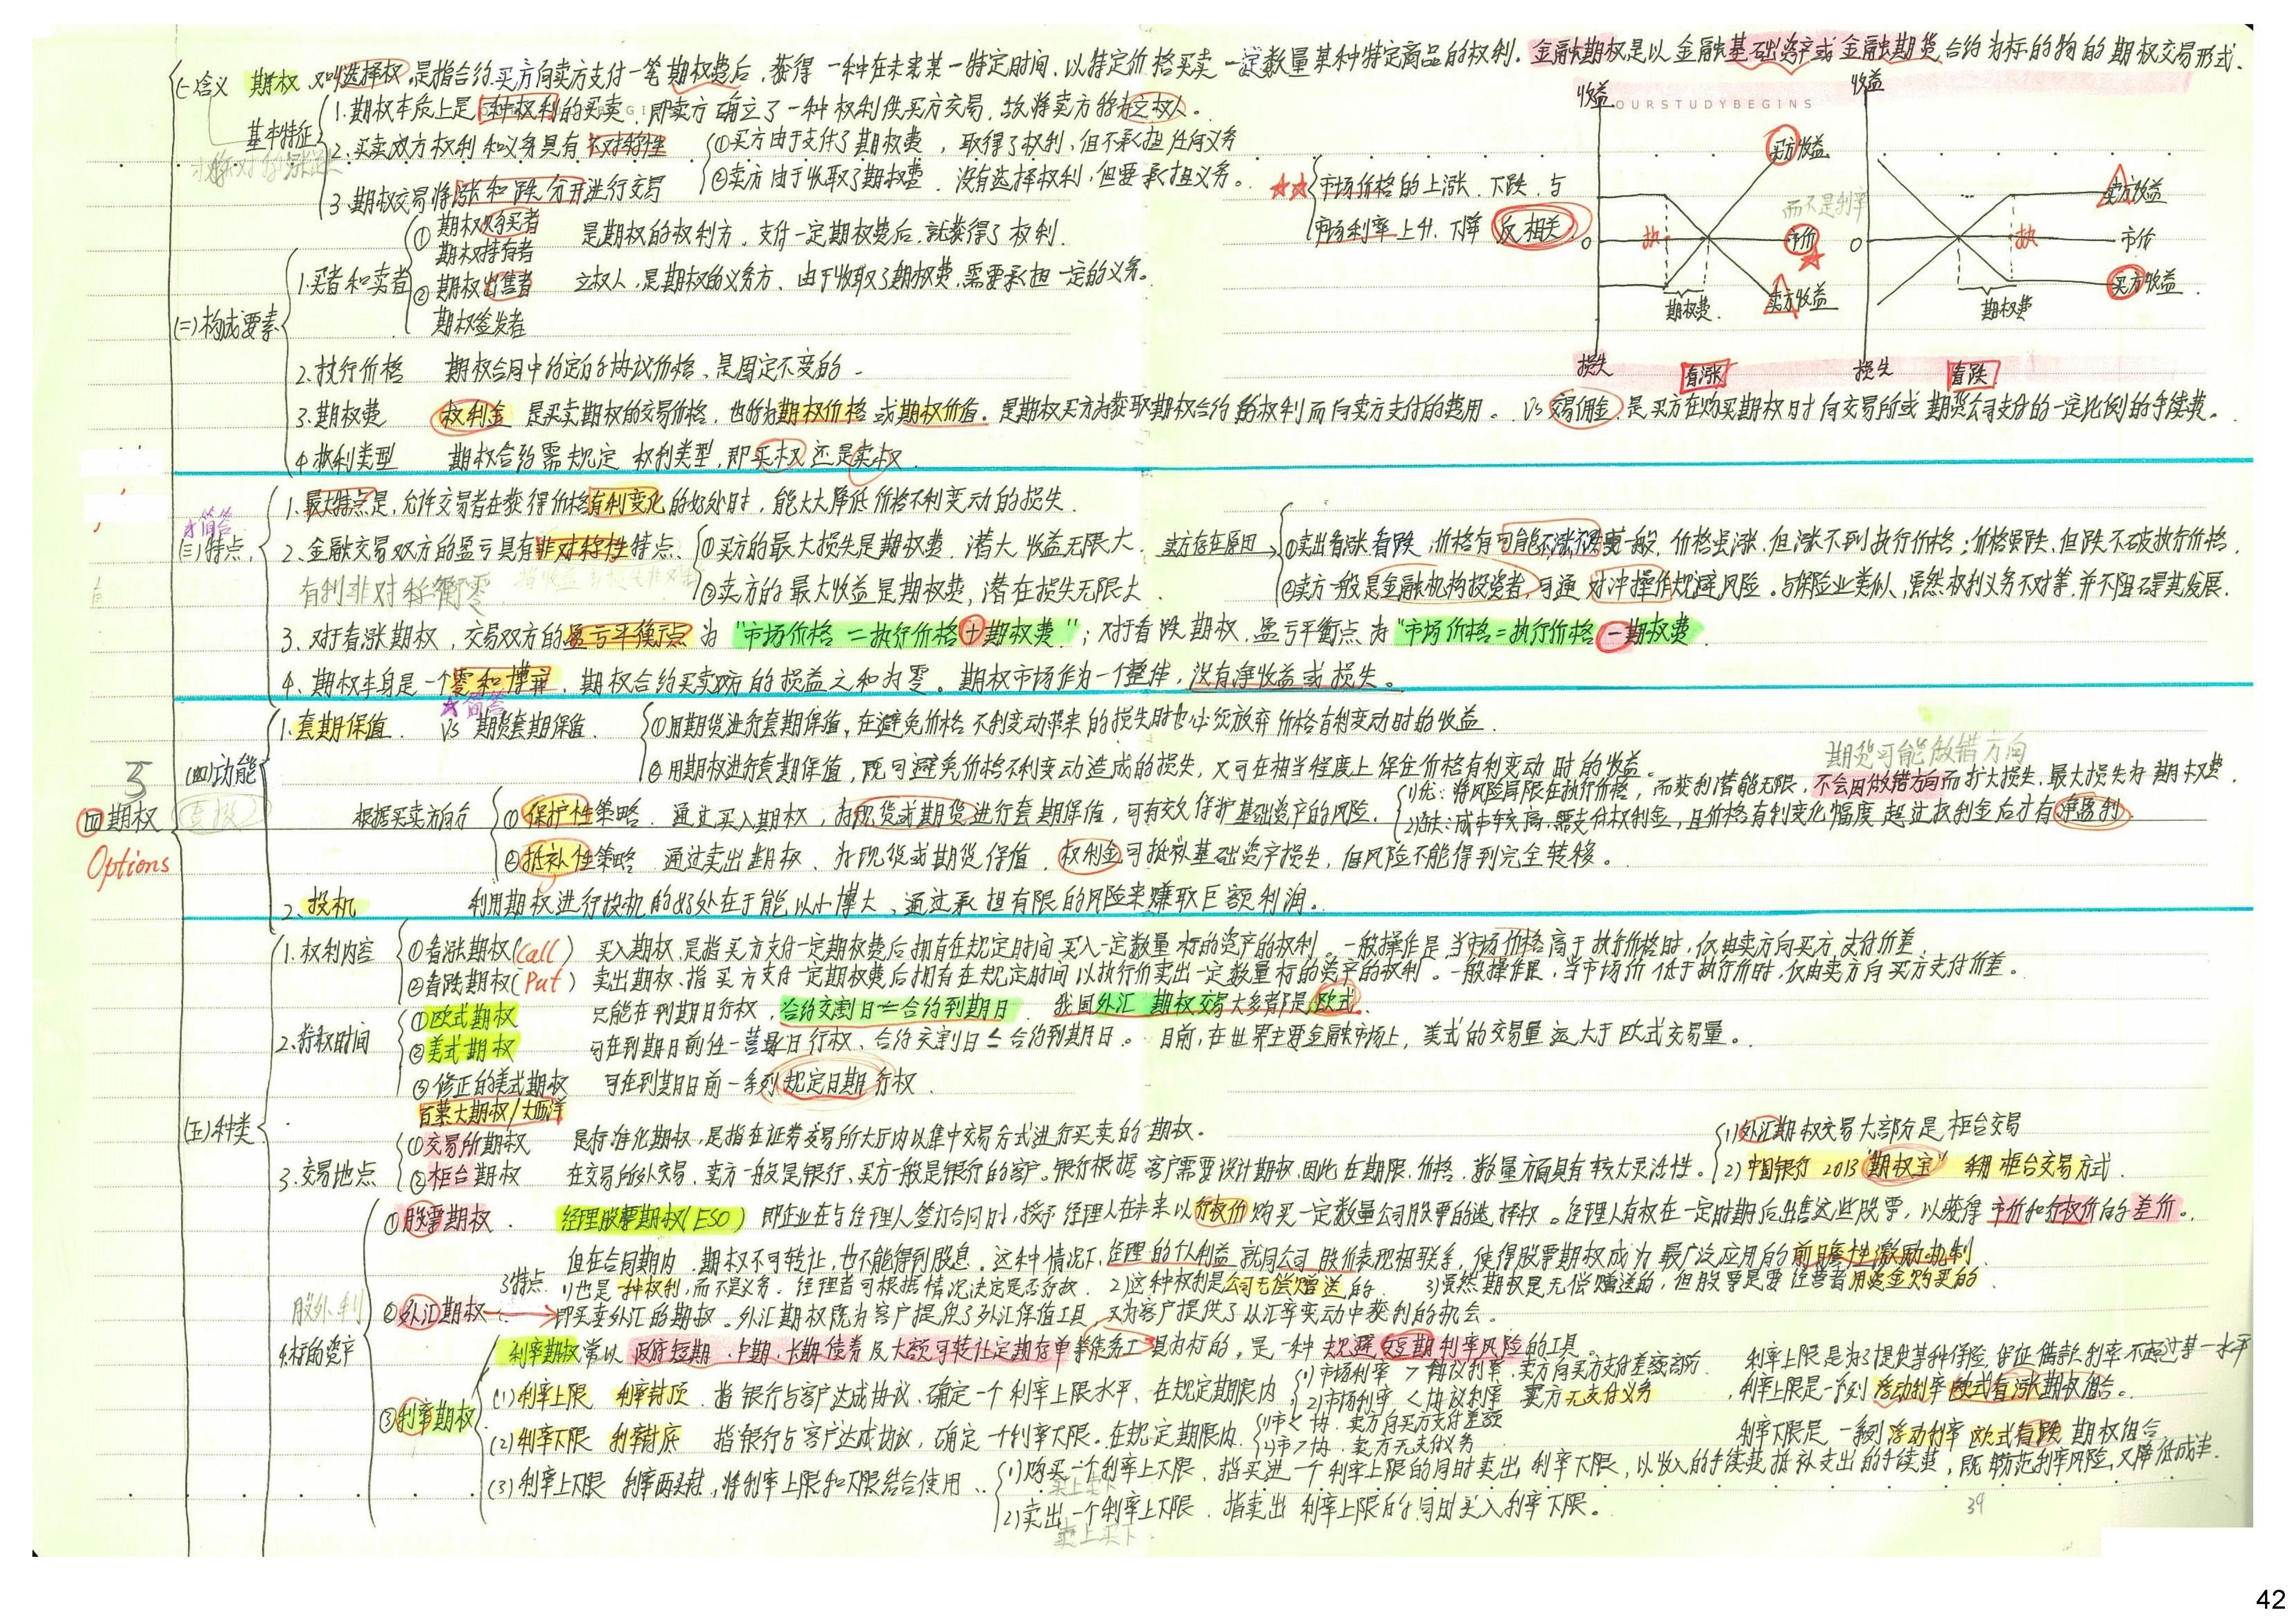 (一)含义 期权,又叫选择权,是指合约买方向卖方支付一笔期权费后,获得一种在未来某一特定时间,以特定价格买卖一定数量某种特定商品的权利。金融期权是以金融基础资产或金融期货合约为标的物的期权交易形式.
基本特征
1.期权本质上是一种权利的买卖,即卖方确立了一种权利供买方交易,故将卖方称为立权人。
2.买卖双方权利和义务具有不对称性
①买方由于支付了期权费,取得了权利,但不承担任何义务
②卖方由于收取了期权费,没有选择权利,但要承担义务。
3.期权交易将涨和跌分开进行交易
OURSTUDYBEGINS
☆☆ 市场价格的上涨、下跌,与
市场利率上升、下降 反相关
收益
买方收益
而不是利率
执
0
市价
期权费
卖方收益
损失
看涨
收益
卖方收益
执
0
市价
买方收益
期权费
损失
看跌
(二)构成要素
1.买者和卖者
① 期权购买者
期权持有者
是期权的权利方,支付一定期权费后,就获得了权利.
② 期权出售者
期权签发者
立权人,是期权的义务方,由于收取了期权费,需要承担一定的义务。
2.执行价格 期权合同中约定的协议价格、是固定不变的.
3.期权费 权利金 是买卖期权的交易价格,也称为期权价格或期权价值.是期权买方为获取期权合约的权利而向卖方支付的费用。VS 交易佣金,是买方在购买期权时向交易所或期货公司支付的一定比例的手续费。
4.权利类型 期权合约需规定权利类型,即买权还是卖权.
简答
(三)特点
1.最大特点是,允许交易者在获得价格有利变化的好处时,能大大降低价格不利变动的损失.
2.金融交易双方的盈亏具有非对称性特点、
①买方的最大损失是期权费,潜大收益无限大.
②卖方的最大收益是期权费,潜在损失无限大.
有利非对称衡零
卖方存在原因
①卖出看涨、看跌,价格有可能不涨不跌,一般,价格虽涨,但涨不到执行价格;价格虽跌,但跌不破执行价格.
②卖方一般是金融机构投资者,可通 对冲操作规避风险。与保险业类似,虽然权利义务不对等,并不阻碍其发展.
3.对于看涨期权,交易双方的盈亏平衡点为"市场价格=执行价格+期权费";对于看跌期权,盈亏平衡点为"市场价格=执行价格-期权费.
4.期权本身是一个零和博弈,期权合约买卖双方的损益之和为零。期权市场作为一个整体,没有净收益或损失。
☆简答
3
四 期权
Options
(四)功能
1.套期保值. VS 期货套期保值.
①用期货进行套期保值,在避免价格不利变动带来的损失时也必须放弃价格有利变动时的收益.
②用期权进行套期保值,既可避免价格不利变动造成的损失,又可在相当程度上保住价格有利变动时的收益。
期货可能做错方向
根据买卖方向分
①保护性策略. 通过买入期权,为现货或期货进行套期保值,可有效保护基础资产的风险.
1)优:将风险局限在执行价格,而获利潜能无限,不会因做错方向而扩大损失,最大损失为期权费.
2)缺:成本较高,需支付权利金,且价格有利变化幅度超过权利金后才有净盈利.
②抵补性策略 通过卖出期权、为现货或期货保值.权利金可抵补基础资产损失,但风险不能得到完全转移。
2.投机 利用期权进行投机的好处在于能以小博大、通过承担有限的风险来赚取巨额利润。
(五)种类
1.权利内容
①看涨期权(Call) 买入期权,是指买方支付一定期权费后拥有在规定时间买入一定数量标的资产的权利。一般操作是当市场价格高于执行价格时,仅由卖方向买方支付价差.
②看跌期权(Put) 卖出期权,指买方支付一定期权费后拥有在规定时间以执行价卖出一定数量标的资产的权利。一般操作是,当市场价低于执行价时,仅由卖方向买方支付价差。
2.行权时间
①欧式期权 只能在到期日行权,合约交割日=合约到期日. 我国外汇期权交易大多都是欧式.
②美式期权 可在到期日前任一营业日行权、合约交割日≤合约到期日。 目前,在世界主要金融市场上,美式的交易量远大于欧式交易量。
③修正的美式期权 可在到期日前一系列规定日期行权.
百慕大期权/大西洋
3.交易地点
①交易所期权 是标准化期权,是指在证券交易所大厅内以集中交易方式进行买卖的期权.
②柜台期权 在交易所外交易,卖方一般是银行、买方一般是银行的客户。银行根据客户需要设计期权,因此在期限、价格、数量方面具有较大灵活性。
1)外汇期权交易大部分是柜台交易
2)中国银行 2013"期权宝" 利用柜台交易方式.
股外利
4.标的资产
①股票期权. 经理股票期权(ESO) 即企业在与经理人签订合同时,授予经理人在未来以行权价购买一定数量公司股票的选择权。经理人有权在一定时期后出售这些股票,以获得市价和行权价的差价。
但在合同期内,期权不可转让,也不能得到股息。这种情况下,经理的个人利益就同公司股价表现相联系,使得股票期权成为最广泛应用的前瞻性激励机制.
3特点 1)也是一种权利,而不是义务.经理者可根据情况决定是否行权. 2)这种权利是公司无偿赠送的. 3)虽然期权是无偿赠送的,但股票是要经营者用资金购买的.
②外汇期权 即买卖外汇的期权。外汇期权既为客户提供了外汇保值工具,又为客户提供了从汇率变动中获利的机会。
③利率期权
利率期权常以政府短期、中期、长期债券及大额可转让定期存单等债务工具为标的,是一种规避短期利率风险的工具。
(1)利率上限 利率封顶.指银行与客户达成协议,确定一个利率上限水平,在规定期限内
1)市场利率>协议利率,卖方向买方支付差额部分.
2)市场利率<协议利率 卖方无支付义务
利率上限是为了提供某种保险,保证借款利率不超过某一水平
利率上限是一系列浮动利率欧式看涨期权组合。
(2)利率下限 利率封底 指银行与客户达成协议,确定一个利率下限.在规定期限内.
1)市<协.卖方向买方支付差额
2)市>协.卖方无支付义务
利率下限是一系列浮动利率欧式看跌期权组合
(3)利率上下限 利率两头封,将利率上限和下限结合使用
1)购买一个利率上下限,指买进一个利率上限的同时卖出利率下限,以收入的手续费抵补支出的手续费,既防范利率风险,又降低成本.
买上卖下
2)卖出一个利率上下限.指卖出利率上限的同时买入利率下限。
卖上买下
39
42